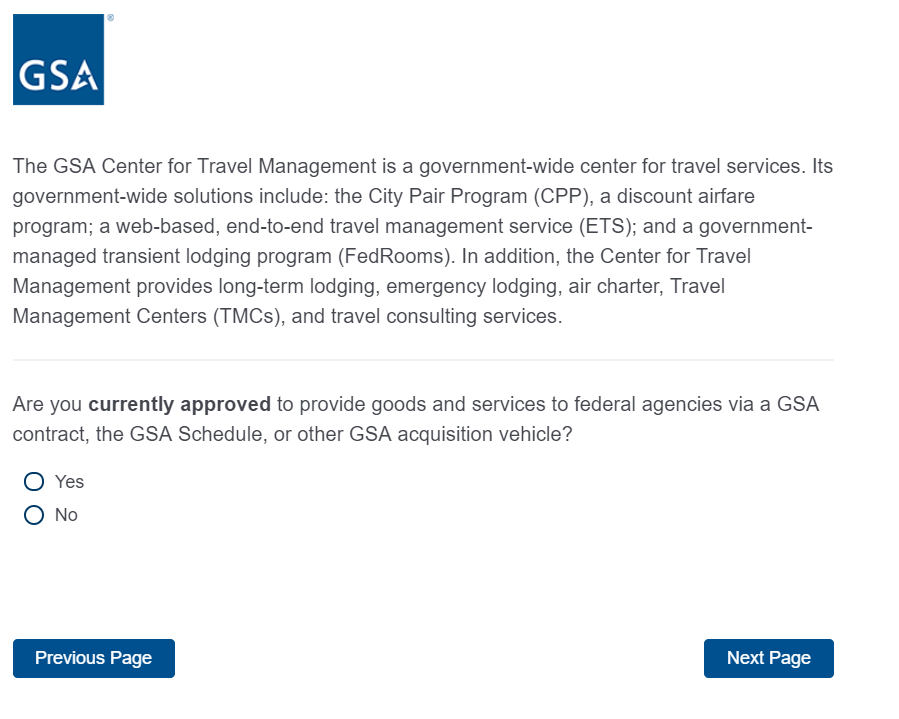 GSA®
The GSA Center for Travel Management is a government-wide center for travel services. Its
government-wide solutions include: the City Pair Program (CPP), a discount airfare
program; a web-based, end-to-end travel management service (ETS); and a government-
managed transient lodging program (FedRooms). In addition, the Center for Travel
Management provides long-term lodging, emergency lodging, air charter, Travel
Management Centers (TMCs), and travel consulting services.
Are you currently approved to provide goods and services to federal agencies via a GSA
contract, the GSA Schedule, or other GSA acquisition vehicle?
Yes
No
Previous Page
Next Page